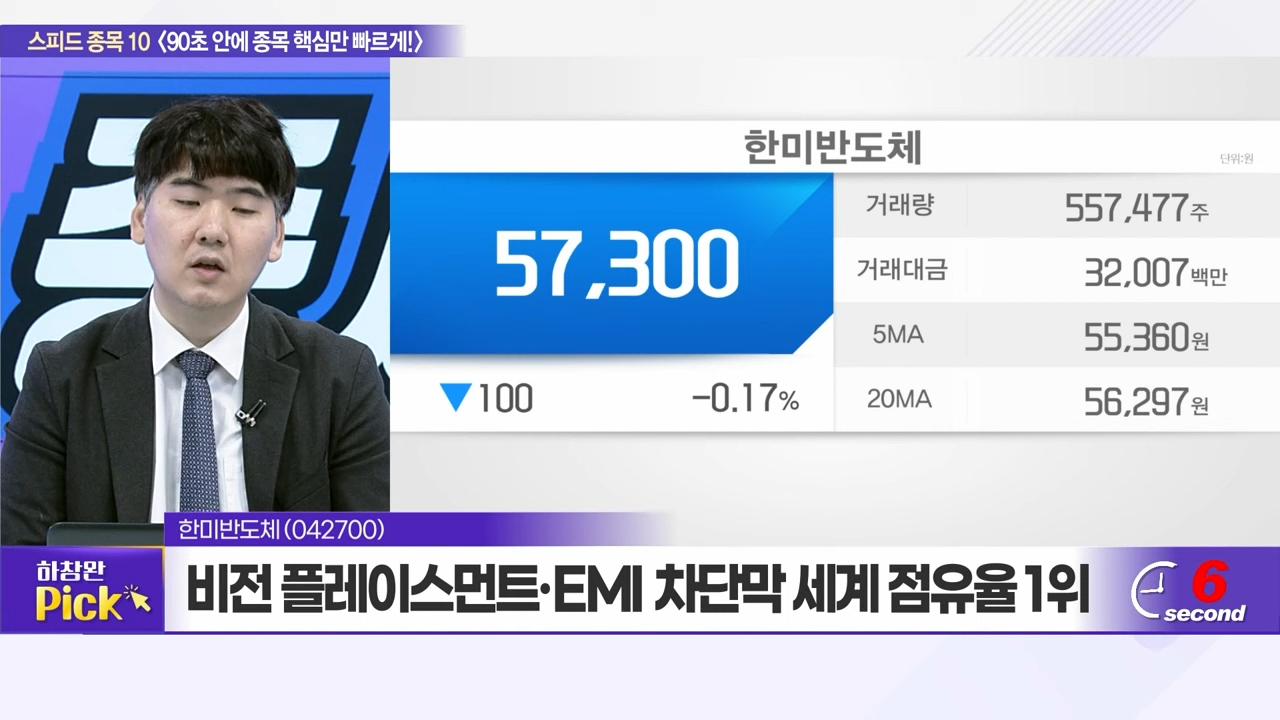 스피드 종목 10 〈90초 안에 종목 핵심만 빠르게!〉
한미반도체
단위:원
57,300
▼100 -0.17%
거래량 557,477주
거래대금 32,007백만
5MA 55,360원
20MA 56,297원
한미반도체(042700)
하창완
Pick
비전 플레이스먼트·EMI 차단막 세계 점유율 1위
6
second